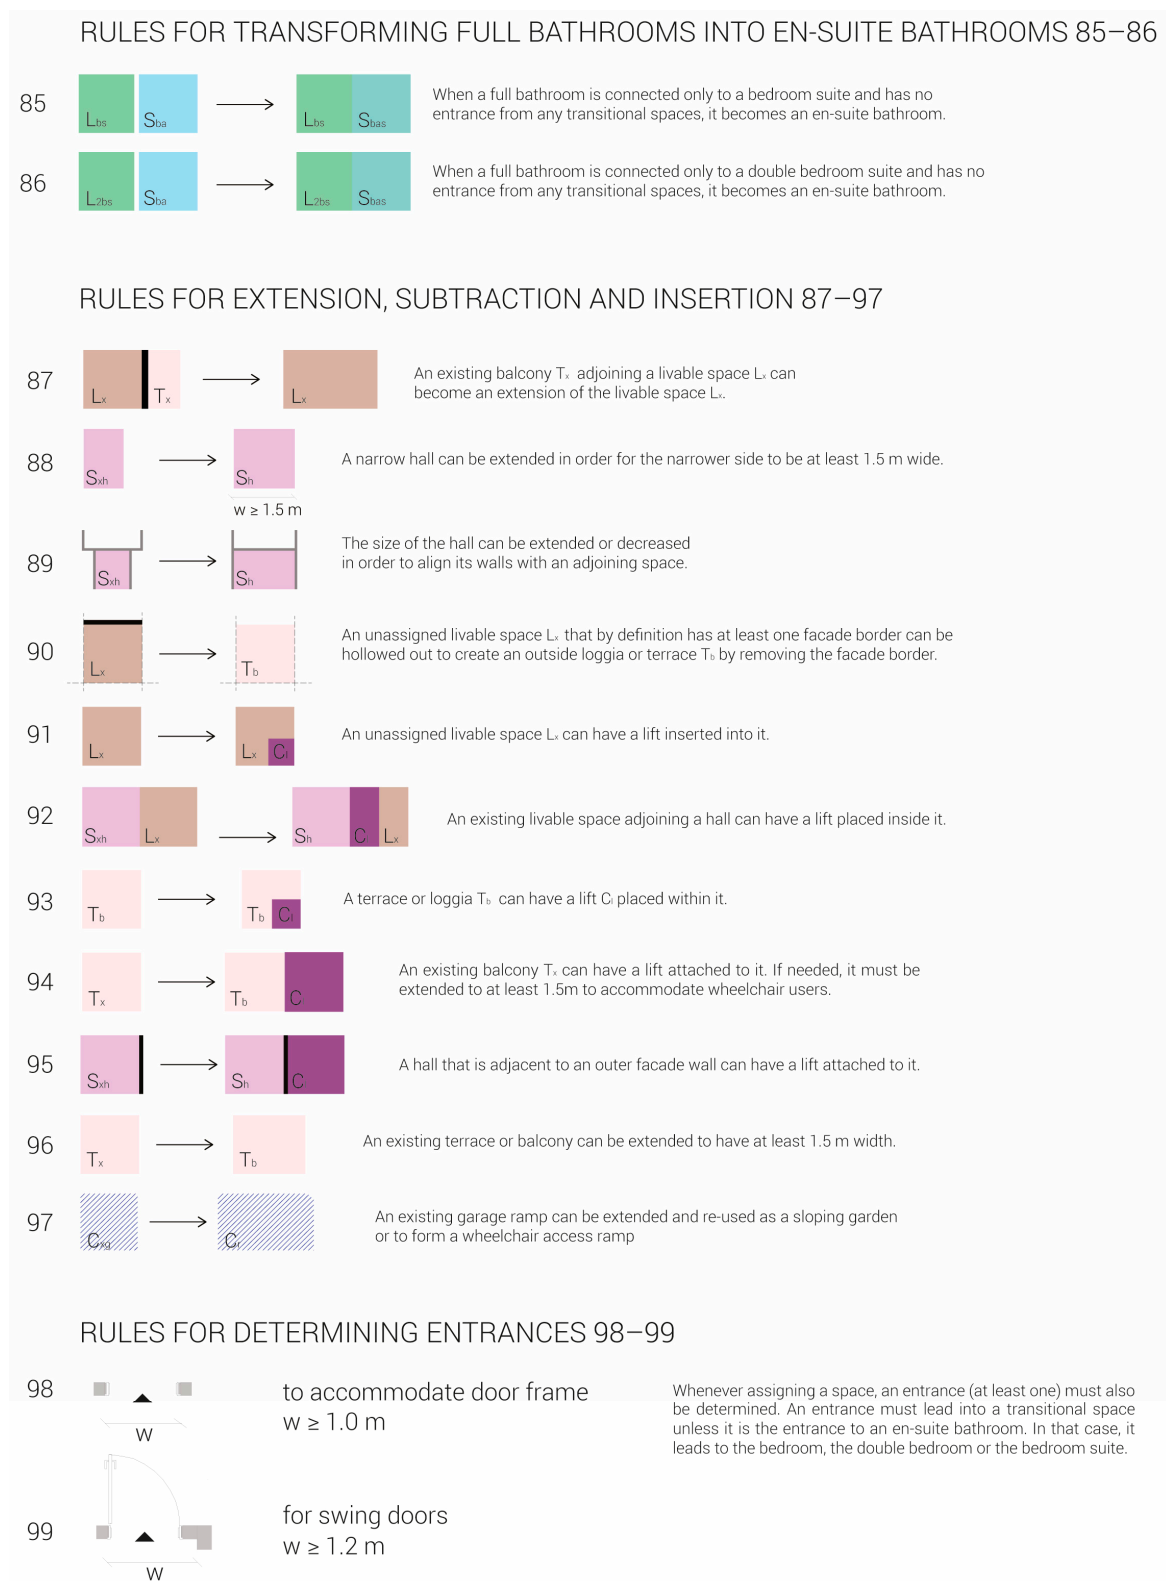 RULES FOR TRANSFORMING FULL BATHROOMS INTO EN-SUITE BATHROOMS 85–86
85
Lbs Sba Lbs Sbas
When a full bathroom is connected only to a bedroom suite and has no
entrance from any transitional spaces, it becomes an en-suite bathroom.
86
L2bs Sba L2bs Sbas
When a full bathroom is connected only to a double bedroom suite and has no
entrance from any transitional spaces, it becomes an en-suite bathroom.
RULES FOR EXTENSION, SUBTRACTION AND INSERTION 87–97
87
Lx Tx Lx
An existing balcony Tx adjoining a livable space Lx can
become an extension of the livable space Lx.
88
Sxh Sh
w ≥ 1.5 m
A narrow hall can be extended in order for the narrower side to be at least 1.5 m wide.
89
Sxh Sh
The size of the hall can be extended or decreased
in order to align its walls with an adjoining space.
90
Lx Tb
An unassigned livable space Lx that by definition has at least one facade border can be
hollowed out to create an outside loggia or terrace Tb by removing the facade border.
91
Lx Lx Cl
An unassigned livable space Lx can have a lift inserted into it.
92
Sxh Lx Sh C Lx
An existing livable space adjoining a hall can have a lift placed inside it.
93
Tb Tb Cl
A terrace or loggia Tb can have a lift Cl placed within it.
94
Tx Tb C
An existing balcony Tx can have a lift attached to it. If needed, it must be
extended to at least 1.5m to accommodate wheelchair users.
95
Sxh Sh C
A hall that is adjacent to an outer facade wall can have a lift attached to it.
96
Tx Tb
An existing terrace or balcony can be extended to have at least 1.5 m width.
97
Cxg Cr
An existing garage ramp can be extended and re-used as a sloping garden
or to form a wheelchair access ramp
RULES FOR DETERMINING ENTRANCES 98–99
98
W
to accommodate door frame
w ≥ 1.0 m
Whenever assigning a space, an entrance (at least one) must also
be determined. An entrance must lead into a transitional space
unless it is the entrance to an en-suite bathroom. In that case, it
leads to the bedroom, the double bedroom or the bedroom suite.
99
W
for swing doors
w ≥ 1.2 m